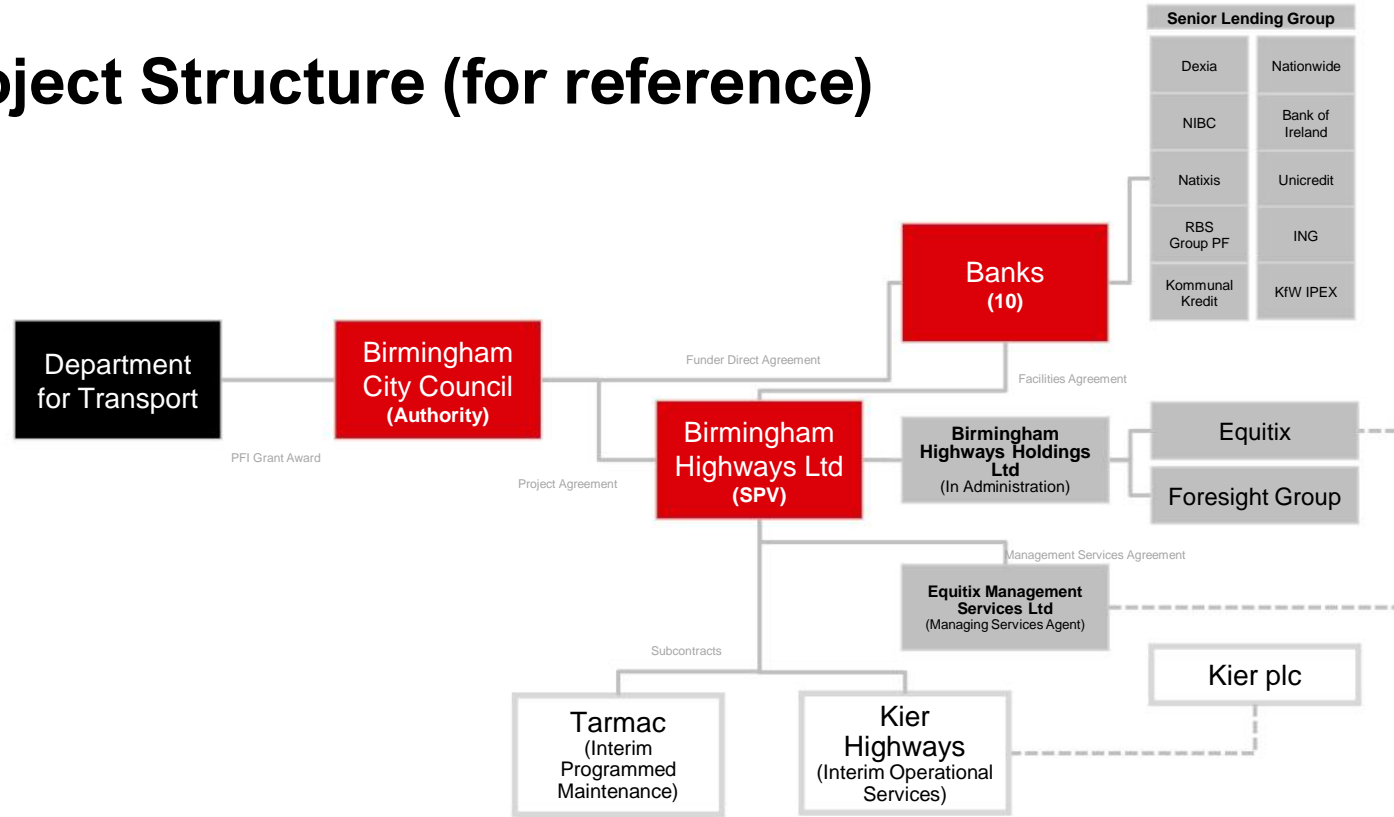 oject Structure (for reference)
Senior Lending Group
Dexia
Nationwide
NIBC
Bank of
Ireland
Natixis
Unicredit
RBS
Group PF
ING
Kommunal
Kredit
KfW IPEX
Banks
(10)
Department
for Transport
Birmingham
City Council
(Authority)
Funder Direct Agreement
Facilities Agreement
PFI Grant Award
Project Agreement
Birmingham
Highways Ltd
(SPV)
Birmingham
Highways Holdings
Ltd
(In Administration)
Equitix
Foresight Group
Management Services Agreement
Equitix Management
Services Ltd
(Managing Services Agent)
Subcontracts
Tarmac
(Interim
Programmed
Maintenance)
Kier
Highways
(Interim Operational
Services)
Kier plc